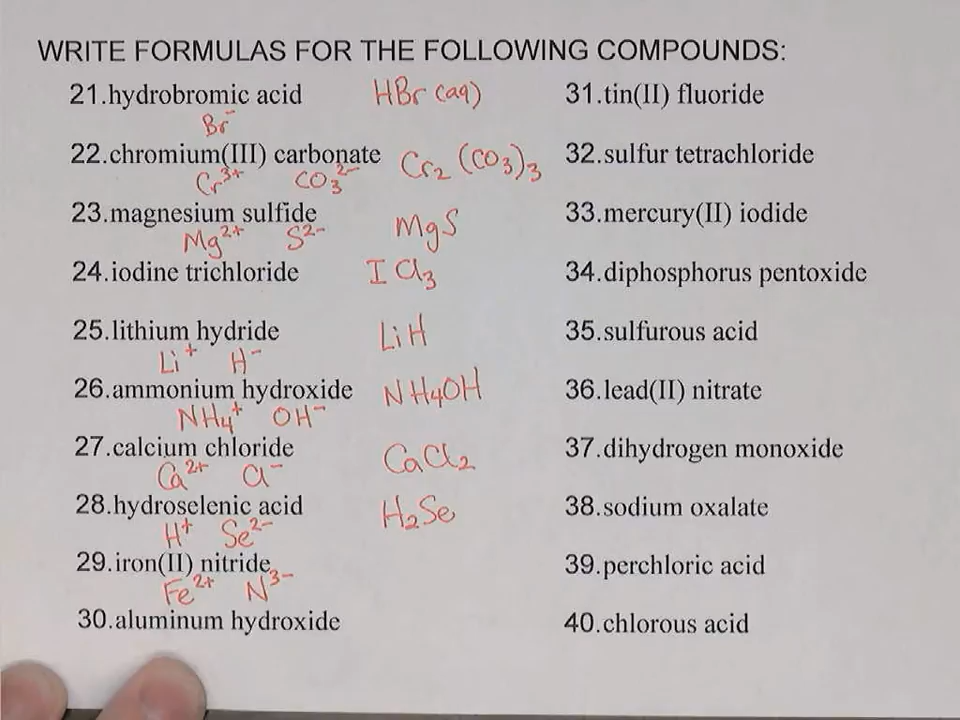 WRITE FORMULAS FOR THE FOLLOWING COMPOUNDS:
21.hydrobromic acid HBr (aq)
Br⁻
22.chromium(III) carbonate Cr₂(CO₃)₃
Cr³⁺ CO₃²⁻
23.magnesium sulfide MgS
Mg²⁺ S²⁻
24.iodine trichloride ICl₃
25.lithium hydride LiH
Li⁺ H⁻
26.ammonium hydroxide NH₄OH
NH₄⁺ OH⁻
27.calcium chloride CaCl₂
Ca²⁺ Cl⁻
28.hydroselenic acid H₂Se
H⁺ Se²⁻
29.iron(II) nitride
Fe²⁺ N³⁻
30.aluminum hydroxide
31.tin(II) fluoride
32.sulfur tetrachloride
33.mercury(II) iodide
34.diphosphorus pentoxide
35.sulfurous acid
36.lead(II) nitrate
37.dihydrogen monoxide
38.sodium oxalate
39.perchloric acid
40.chlorous acid